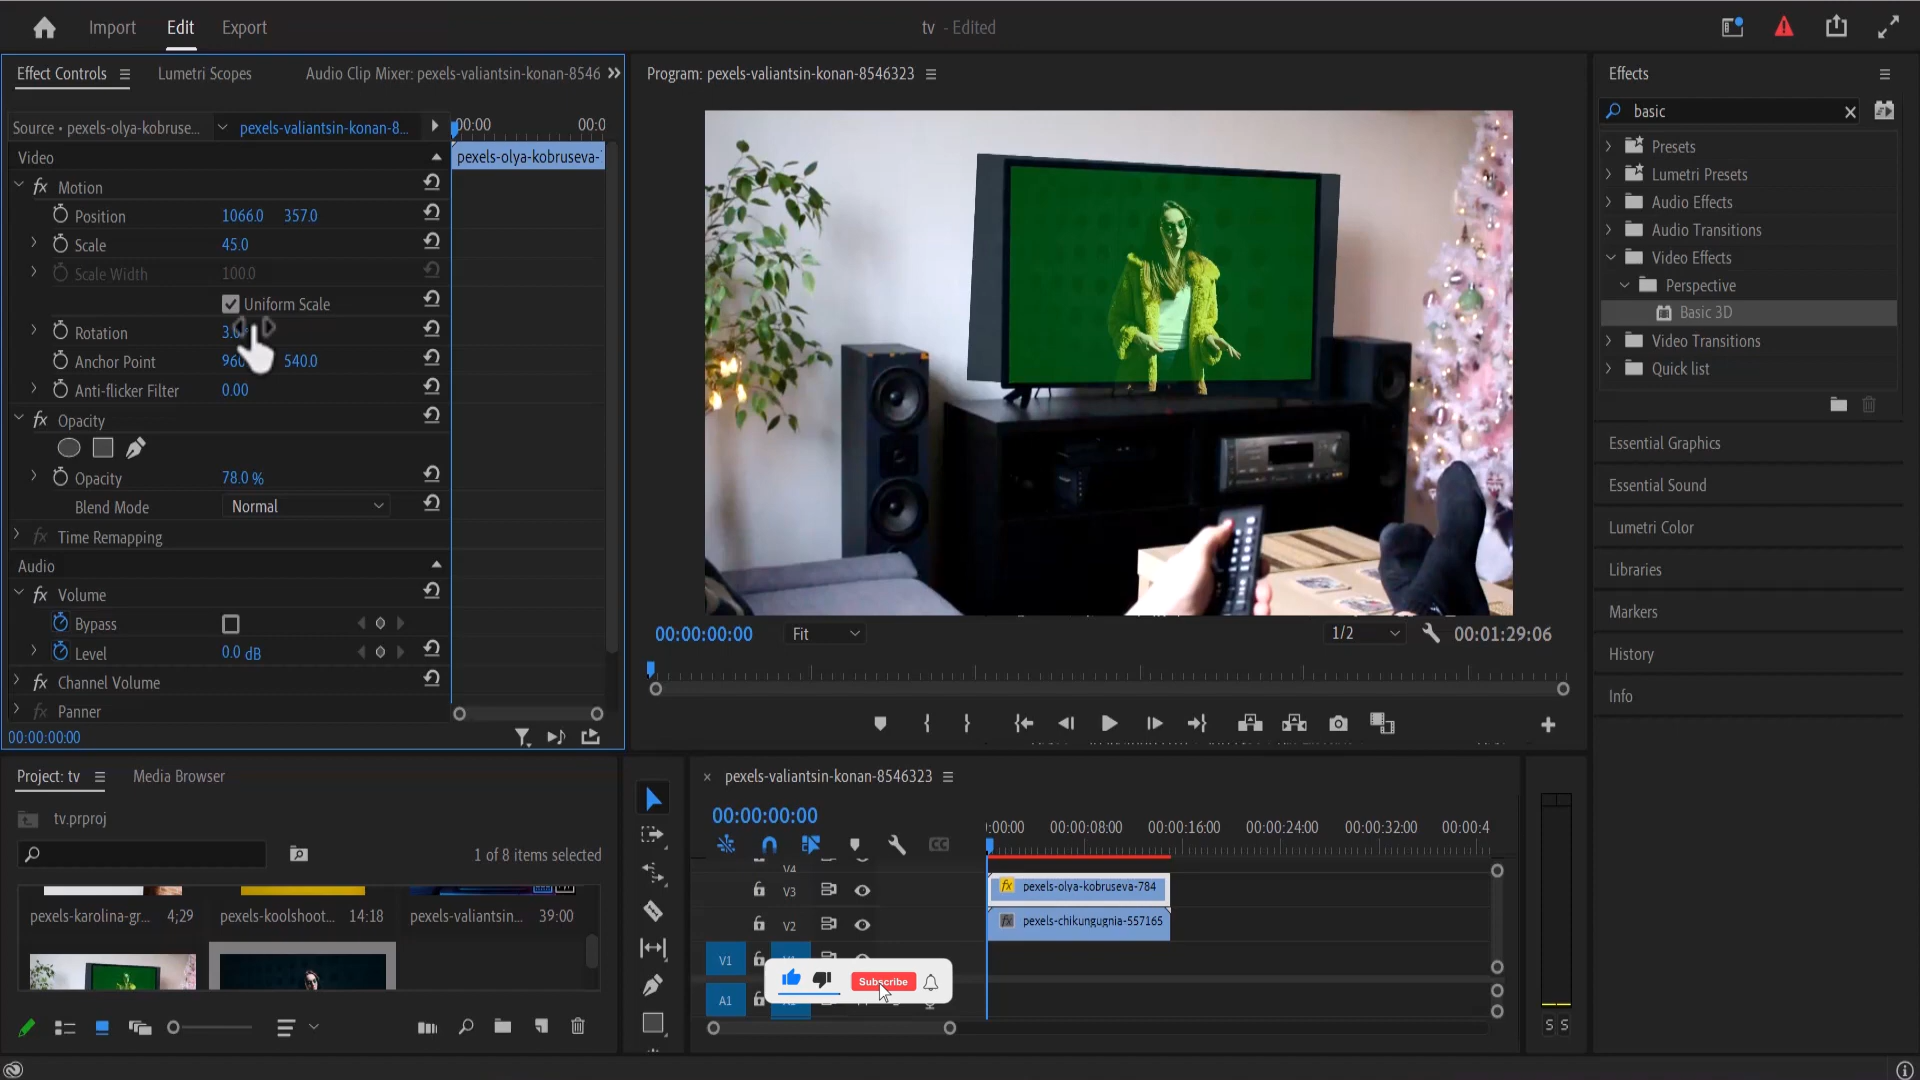 Import
Edit
Export
tv - Edited
Effect Controls
Lumetri Scopes
Audio Clip Mixer: pexels-valiantsin-konan-8546
Source • pexels-olya-kobruse...
pexels-valiantsin-konan-8...
00:00
00:0
Video
pexels-olya-kobruseva-
Motion
Position 1066.0 357.0
Scale 45.0
Scale Width 100.0
Uniform Scale
Rotation
Anchor Point 540.0
Anti-flicker Filter 0.00
Opacity
Opacity 78.0 %
Blend Mode Normal
Time Remapping
Audio
Volume
Bypass
Level 0.0 dB
Channel Volume
Panner
00:00:00:00
Program: pexels-valiantsin-konan-8546323
00:00:00:00
Fit
1/2
00:01:29:06
Effects
basic
Presets
Lumetri Presets
Audio Effects
Audio Transitions
Video Effects
Perspective
Basic 3D
Video Transitions
Quick list
Essential Graphics
Essential Sound
Lumetri Color
Libraries
Markers
History
Info
Project: tv
Media Browser
tv.prproj
1 of 8 items selected
pexels-karolina-gr... 4;29
pexels-koolshoot... 14:18
pexels-valiantsin... 39:00
pexels-valiantsin-konan-8546323
00:00:00:00
:00:00 00:00:08:00 00:00:16:00 00:00:24:00 00:00:32:00 00:00:4
V4
V3
fx pexels-olya-kobruseva-784
V2
fx pexels-chikungugnia-557165
V1
Subscribe
A1
S S